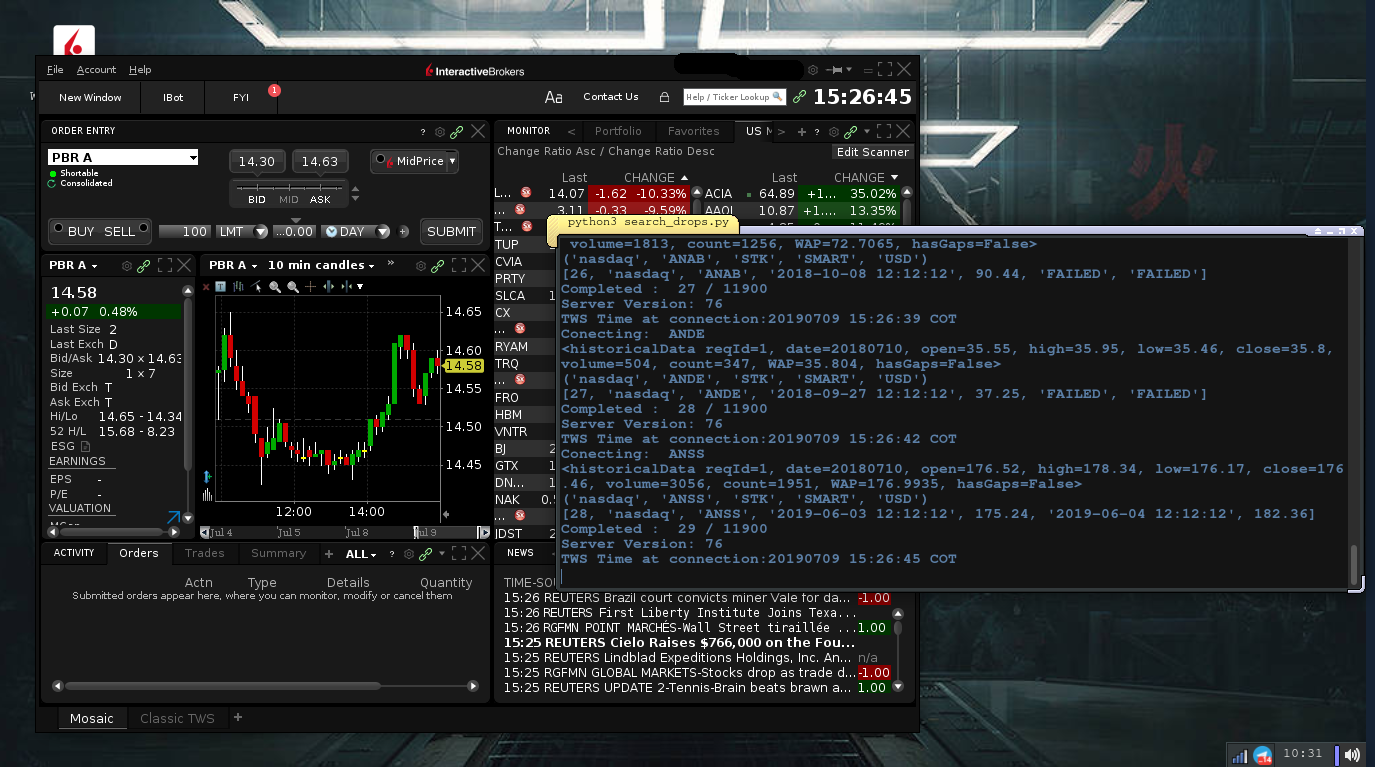 File Account Help
InteractiveBrokers
New Window IBot FYI 1
Aa Contact Us Help / Ticker Lookup 15:26:45
ORDER ENTRY ?
PBR A
Shortable
Consolidated
14.30 14.63 MidPrice
BID MID ASK
BUY SELL 100 LMT ...0.00 DAY + SUBMIT
PBR A
14.58
+0.07 0.48%
Last Size 2
Last Exch D
Bid/Ask 14.30 × 14.63
Size 1 × 7
Bid Exch T
Ask Exch T
Hi/Lo 14.65 - 14.34
52 H/L 15.68 - 8.23
ESG
EARNINGS
EPS -
P/E -
VALUATION
PBR A 10 min candles »
14.65
14.60
14.58
14.55
14.50
14.45
12:00 14:00
Jul 4 Jul 5 Jul 8 Jul 9
MONITOR < Portfolio Favorites US M > + ?
Change Ratio Asc / Change Ratio Desc Edit Scanner
Last CHANGE Last CHANGE
L... 14.07 -1.62 -10.33% ACIA 64.89 +1... 35.02%
... 3.11 -0.33 -9.59% AAOI 10.87 +1... 13.35%
T...
TUP
CVIA
PRTY
SLCA 1
CX
...
RYAM
TRQ
...
FRO
HBM
VNTR
BJ 2
GTX 1
DN... 1
NAK 0.5
...
JDST
python3 search_drops.py
volume=1813, count=1256, WAP=72.7065, hasGaps=False>
('nasdaq', 'ANAB', 'STK', 'SMART', 'USD')
[26, 'nasdaq', 'ANAB', '2018-10-08 12:12:12', 90.44, 'FAILED', 'FAILED']
Completed : 27 / 11900
Server Version: 76
TWS Time at connection:20190709 15:26:39 COT
Conecting: ANDE
<historicalData reqId=1, date=20180710, open=35.55, high=35.95, low=35.46, close=35.8,
volume=504, count=347, WAP=35.804, hasGaps=False>
('nasdaq', 'ANDE', 'STK', 'SMART', 'USD')
[27, 'nasdaq', 'ANDE', '2018-09-27 12:12:12', 37.25, 'FAILED', 'FAILED']
Completed : 28 / 11900
Server Version: 76
TWS Time at connection:20190709 15:26:42 COT
Conecting: ANSS
<historicalData reqId=1, date=20180710, open=176.52, high=178.34, low=176.17, close=176
.46, volume=3056, count=1951, WAP=176.9935, hasGaps=False>
('nasdaq', 'ANSS', 'STK', 'SMART', 'USD')
[28, 'nasdaq', 'ANSS', '2019-06-03 12:12:12', 175.24, '2019-06-04 12:12:12', 182.36]
Completed : 29 / 11900
Server Version: 76
TWS Time at connection:20190709 15:26:45 COT
ACTIVITY Orders Trades Summary + ALL ?
Actn Type Details Quantity
Submitted orders appear here, where you can monitor, modify or cancel them
NEWS
15:26 REUTERS Brazil court convicts miner Vale for da... -1.00
15:26 REUTERS First Liberty Institute Joins Texa...
15:26 RGFMN POINT MARCHÉS-Wall Street tiraillée ... 1.00
15:25 REUTERS Cielo Raises $766,000 on the Fou...
15:25 REUTERS Lindblad Expeditions Holdings, Inc. An... n/a
15:25 RGFMN GLOBAL MARKETS-Stocks drop as trade d... -1.00
15:25 REUTERS UPDATE 2-Tennis-Brain beats brawn a... 1.00
Mosaic Classic TWS +
火
10:31